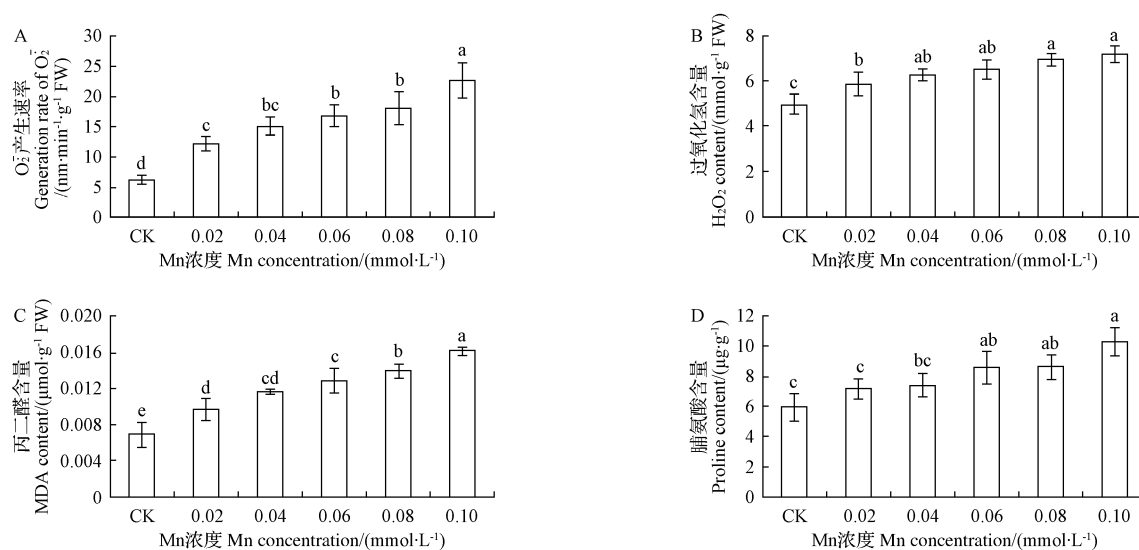 A
O₂⁻·产生速率
Generation rate of O₂⁻·
/(nm·min⁻¹·g⁻¹ FW)
30
25
20
15
10
5
0
d
c
bc
b
b
a
CK 0.02 0.04 0.06 0.08 0.10
Mn浓度 Mn concentration/(mmol·L⁻¹)
B
过氧化氢含量
H₂O₂ content/(mmol·g⁻¹ FW)
8
6
4
2
0
c
b
ab
ab
a
a
CK 0.02 0.04 0.06 0.08 0.10
Mn浓度 Mn concentration/(mmol·L⁻¹)
C
丙二醛含量
MDA content/(μmol·g⁻¹ FW)
0.020
0.016
0.012
0.008
0.004
0
e
d
cd
c
b
a
CK 0.02 0.04 0.06 0.08 0.10
Mn浓度 Mn concentration/(mmol·L⁻¹)
D
脯氨酸含量
Proline content/(μg·g⁻¹)
12
10
8
6
4
2
0
c
c
bc
ab
ab
a
CK 0.02 0.04 0.06 0.08 0.10
Mn浓度 Mn concentration/(mmol·L⁻¹)